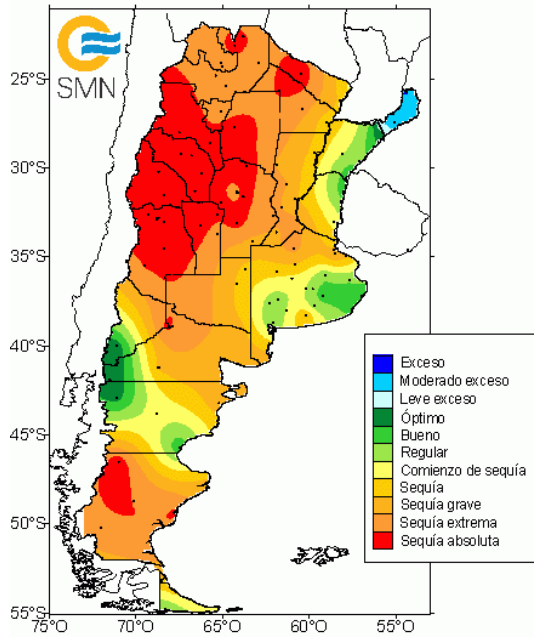 SMN
25°S
30°S
35°S
40°S
45°S
50°S
55°S
75°O
70°O
65°O
60°O
55°O
Exceso
Moderado exceso
Leve exceso
Óptimo
Bueno
Regular
Comienzo de sequía
Sequía
Sequía grave
Sequía extrema
Sequía absoluta